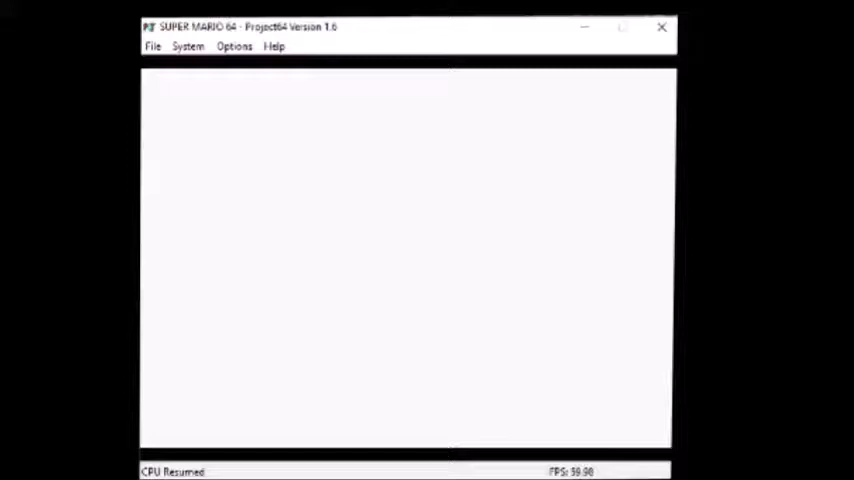 SUPER MARIO 64 - Project64 Version 1.6
File System Options Help
CPU Resumed FPS: 59.98